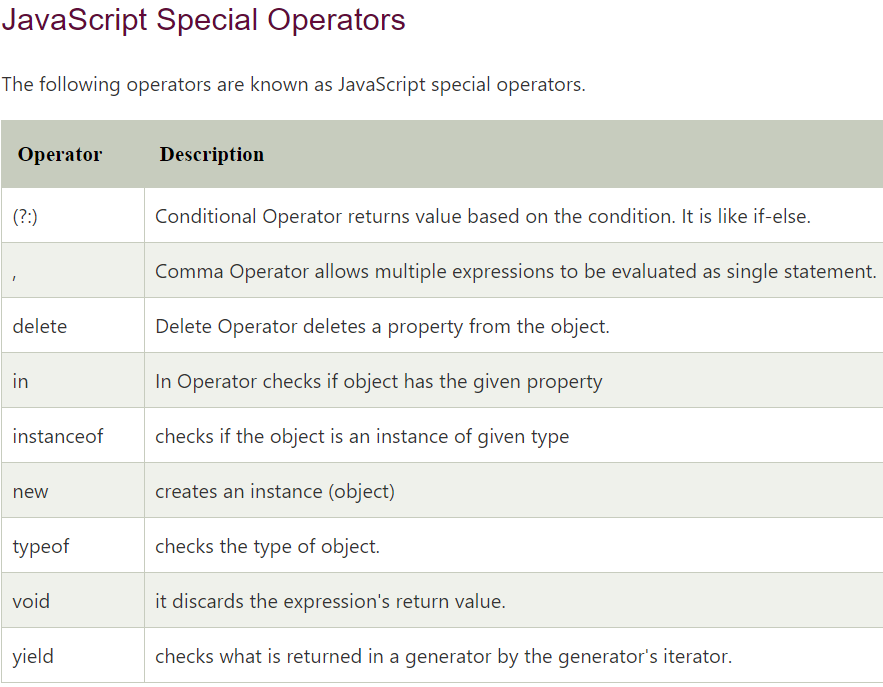 JavaScript Special Operators
The following operators are known as JavaScript special operators.
Operator Description
(?:) Conditional Operator returns value based on the condition. It is like if-else.
, Comma Operator allows multiple expressions to be evaluated as single statement.
delete Delete Operator deletes a property from the object.
in In Operator checks if object has the given property
instanceof checks if the object is an instance of given type
new creates an instance (object)
typeof checks the type of object.
void it discards the expression's return value.
yield checks what is returned in a generator by the generator's iterator.